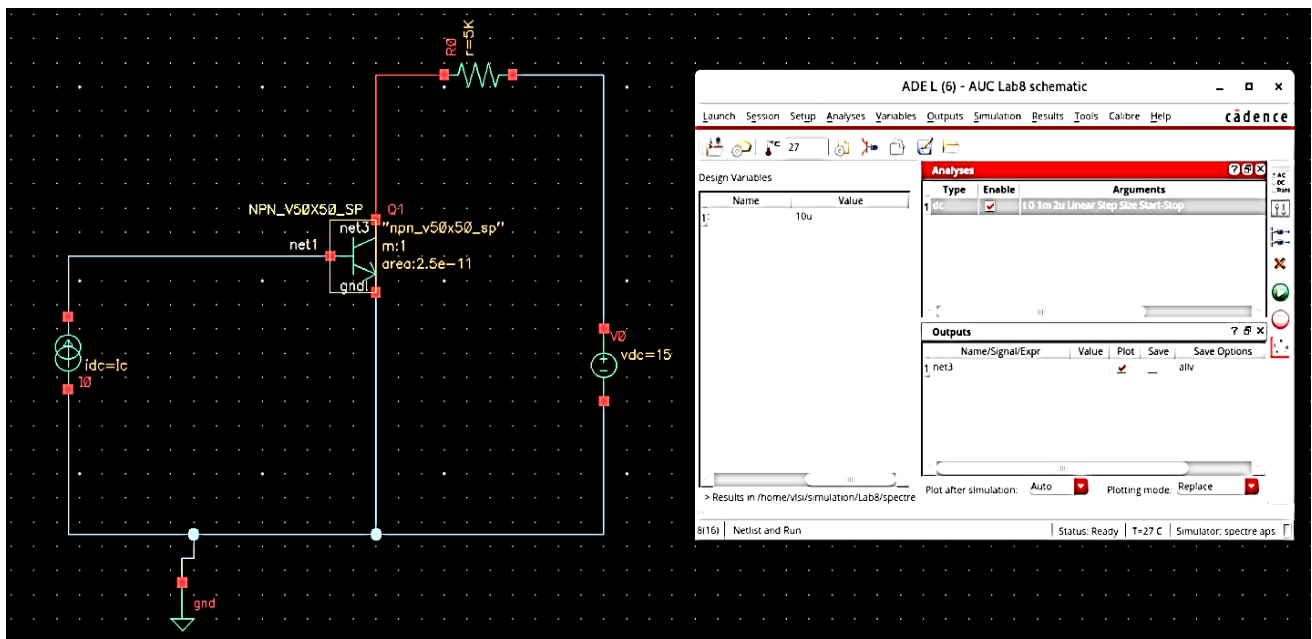 R0
r=5K
NPN_V50X50_SP
Q1
net3
"npn_v50x50_sp"
net1
m:1
area:2.5e-11
gnd!
V0
vdc=15
idc=Ic
I0
gnd
ADE L (6) - AUC Lab8 schematic
Launch Session Setup Analyses Variables Outputs Simulation Results Tools Calibre Help
cādence
°C 27
Design Variables
Name Value
1 10u
Analyses
Type Enable Arguments
1 dc t 0 1m 2u Linear Step Size Start-Stop
AC
DC
Trans
Outputs
Name/Signal/Expr Value Plot Save Save Options
1 net3 allv
> Results in /home/vlsi/simulation/Lab8/spectre
Plot after simulation: Auto Plotting mode: Replace
8(16) Netlist and Run Status: Ready T=27 C Simulator: spectre aps